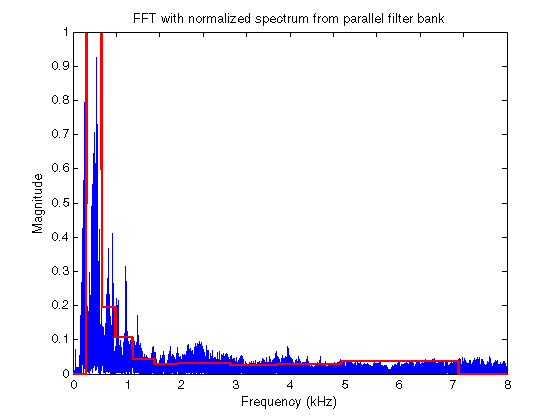 FFT with normalized spectrum from parallel filter bank
1
0.9
0.8
0.7
0.6
0.5
0.4
0.3
0.2
0.1
0
Magnitude
0 1 2 3 4 5 6 7 8
Frequency (kHz)